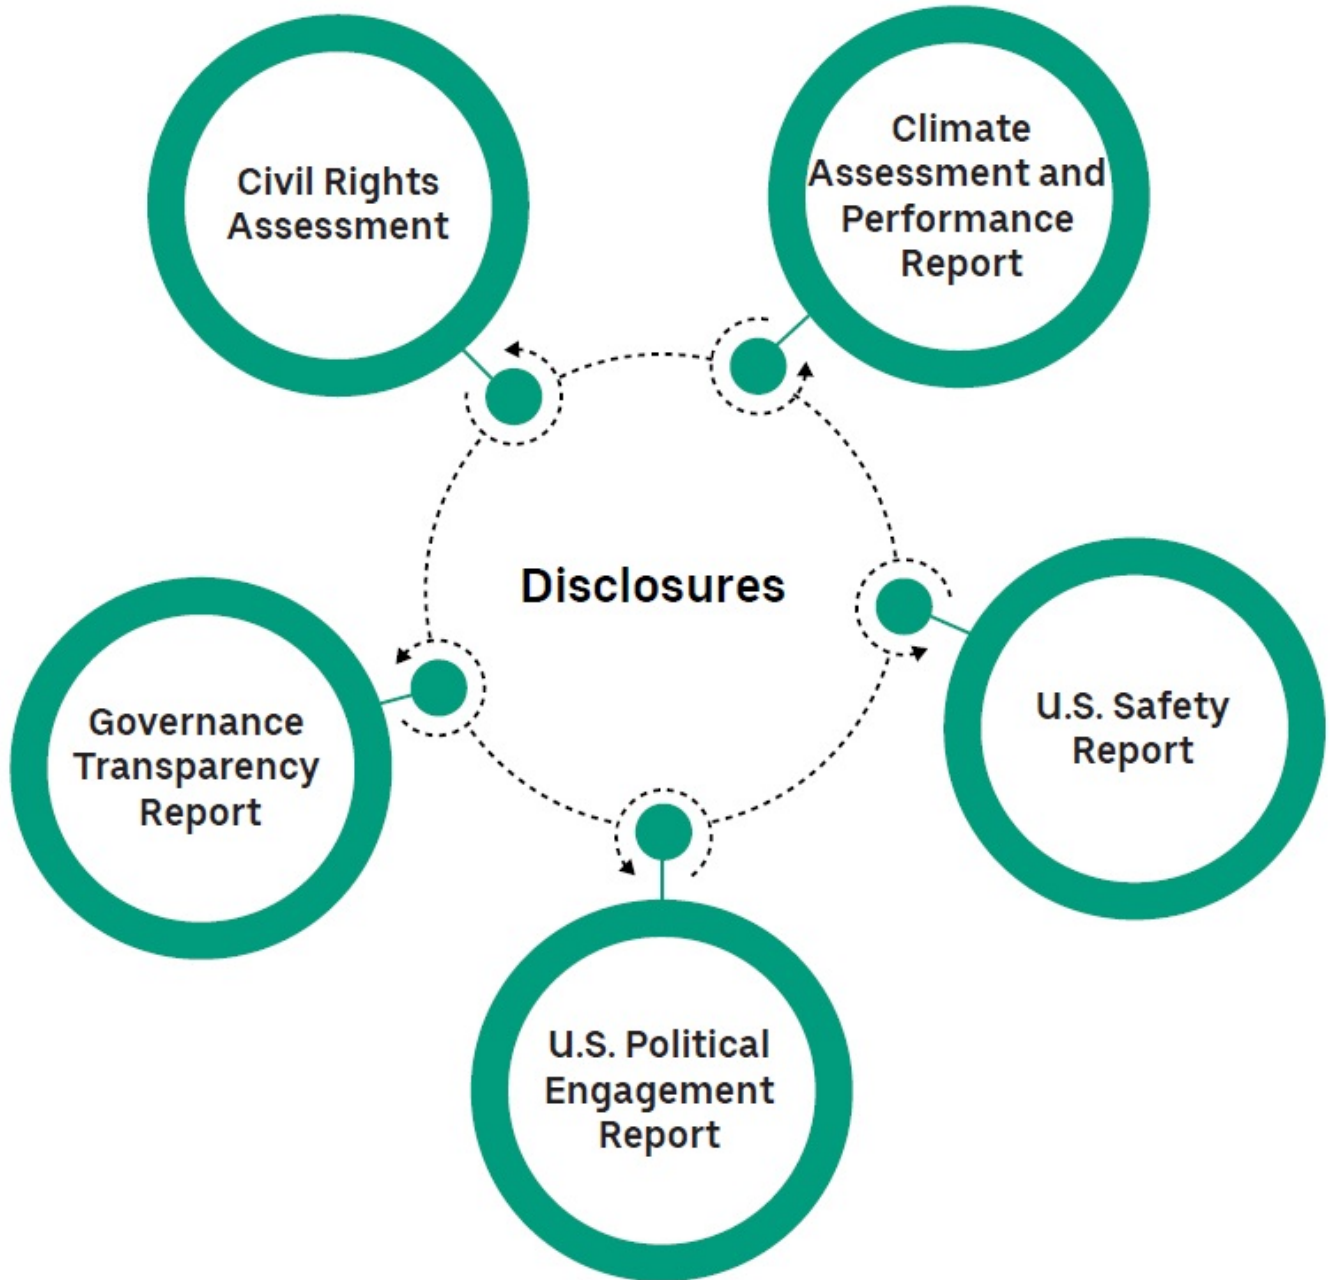 Civil Rights
Assessment
Climate
Assessment and
Performance
Report
Disclosures
Governance
Transparency
Report
U.S. Safety
Report
U.S. Political
Engagement
Report